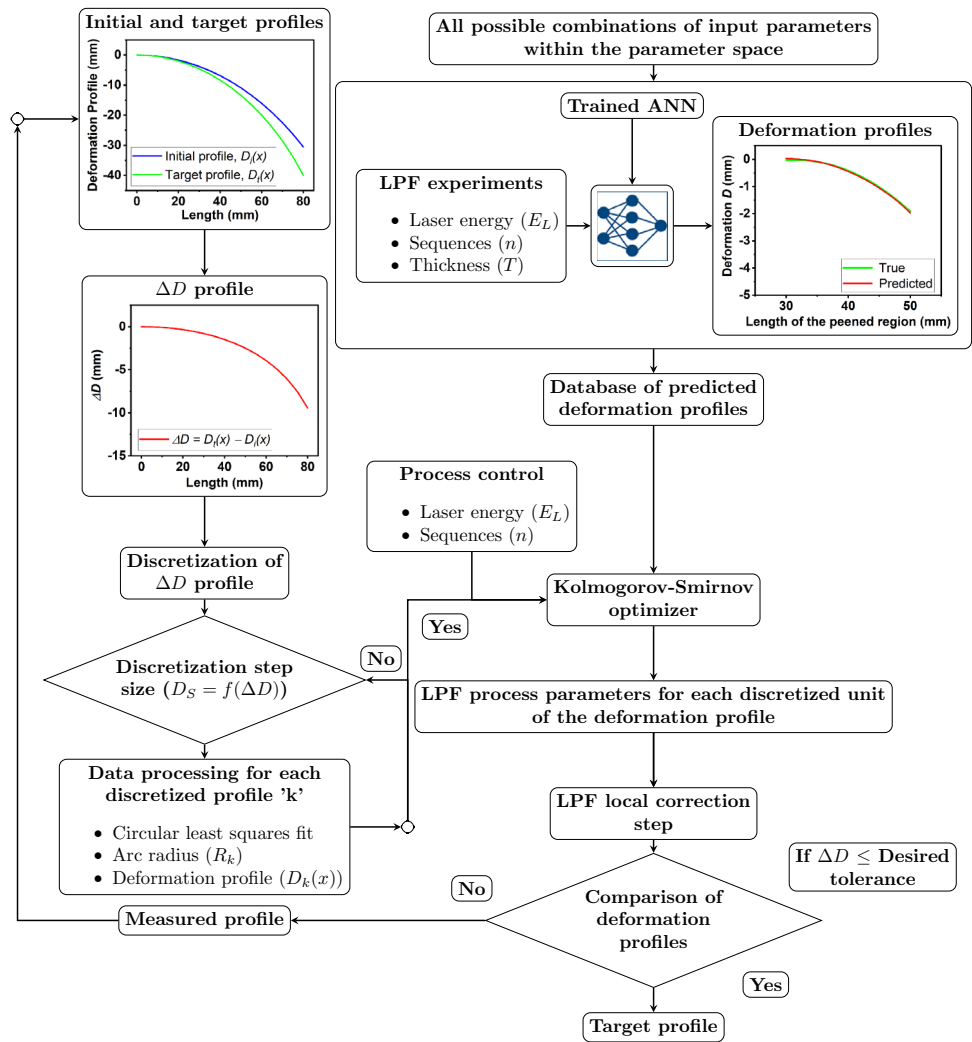 Initial and target profiles
0
-10
-20
-30
-40
Deformation Profile (mm)
Initial profile, Di(x)
Target profile, Dt(x)
0 20 40 60 80
Length (mm)
All possible combinations of input parameters
within the parameter space
Trained ANN
LPF experiments
• Laser energy (E_L)
• Sequences (n)
• Thickness (T)
Deformation profiles
0
-1
-2
-3
-4
-5
Deformation D (mm)
True
Predicted
30 40 50
Length of the peened region (mm)
ΔD profile
0
-5
-10
-15
ΔD (mm)
ΔD = Dt(x) – Di(x)
0 20 40 60 80
Length (mm)
Database of predicted
deformation profiles
Process control
• Laser energy (E_L)
• Sequences (n)
Discretization of
ΔD profile
Kolmogorov-Smirnov
optimizer
Yes
No
Discretization step
size (D_S = f(ΔD))
LPF process parameters for each discretized unit
of the deformation profile
Data processing for each
discretized profile 'k'
• Circular least squares fit
• Arc radius (R_k)
• Deformation profile (D_k(x))
LPF local correction
step
If ΔD ≤ Desired
tolerance
No
Comparison of
deformation
profiles
Measured profile
Yes
Target profile